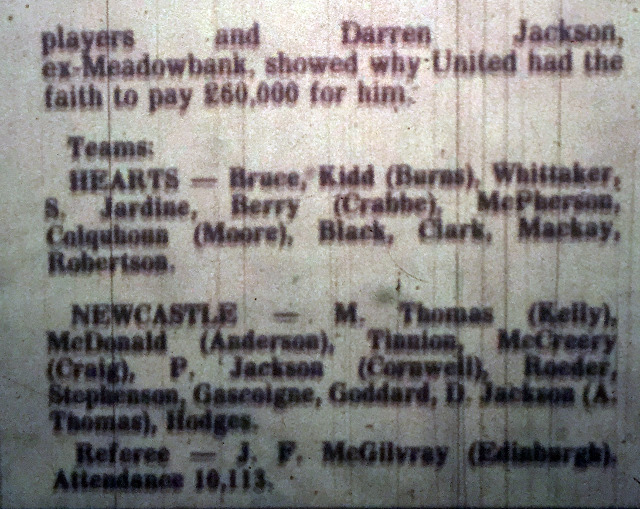 players and Darren Jackson,
ex-Meadowbank, showed why United had the
faith to pay £60,000 for him.
Teams:
HEARTS — Bruce, Kidd (Burns), Whittaker,
S. Jardine, Berry (Crabbe), McPherson,
Colquhoun (Moore), Black, Clark, Mackay,
Robertson.
NEWCASTLE — M. Thomas (Kelly),
McDonald (Anderson), Tinnion, McCreery
(Craig), P. Jackson (Cornwell), Roeder,
Stephenson, Gascoigne, Goddard, D. Jackson (A.
Thomas), Hodges.
Referee — J. F. McGilvray (Edinburgh).
Attendance 10,113.